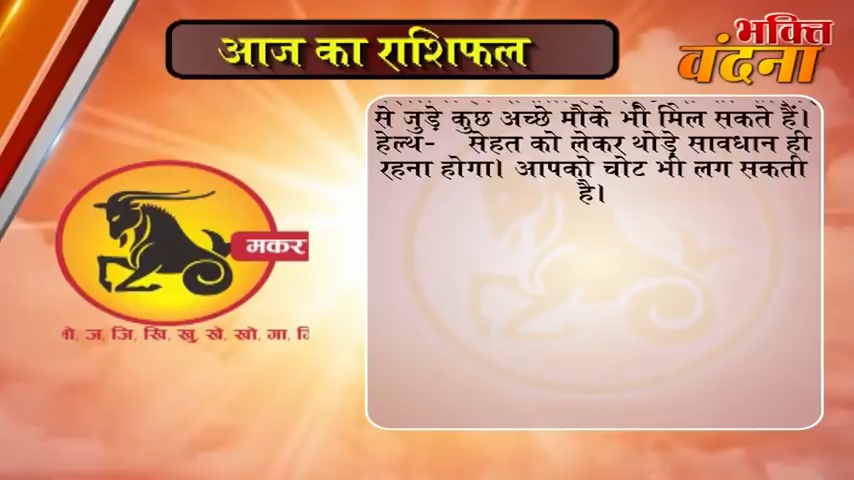 आज का राशिफल
भक्ति
वंदना
से जुड़े कुछ अच्छे मौके भी मिल सकते हैं।
हेल्थ- सेहत को लेकर थोड़े सावधान ही
रहना होगा। आपको चोट भी लग सकती
है।
मकर
ज, जि, खि, खु, खे, खो, गा,